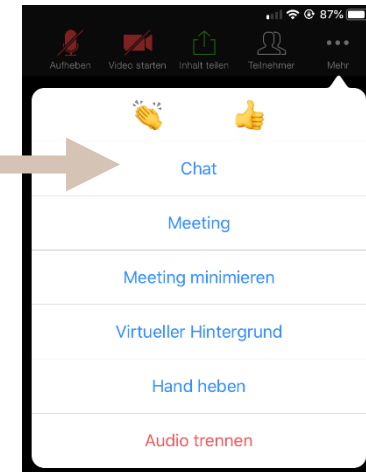 87%
Aufheben Video starten Inhalt teilen Teilnehmer Mehr
Chat
Meeting
Meeting minimieren
Virtueller Hintergrund
Hand heben
Audio trennen